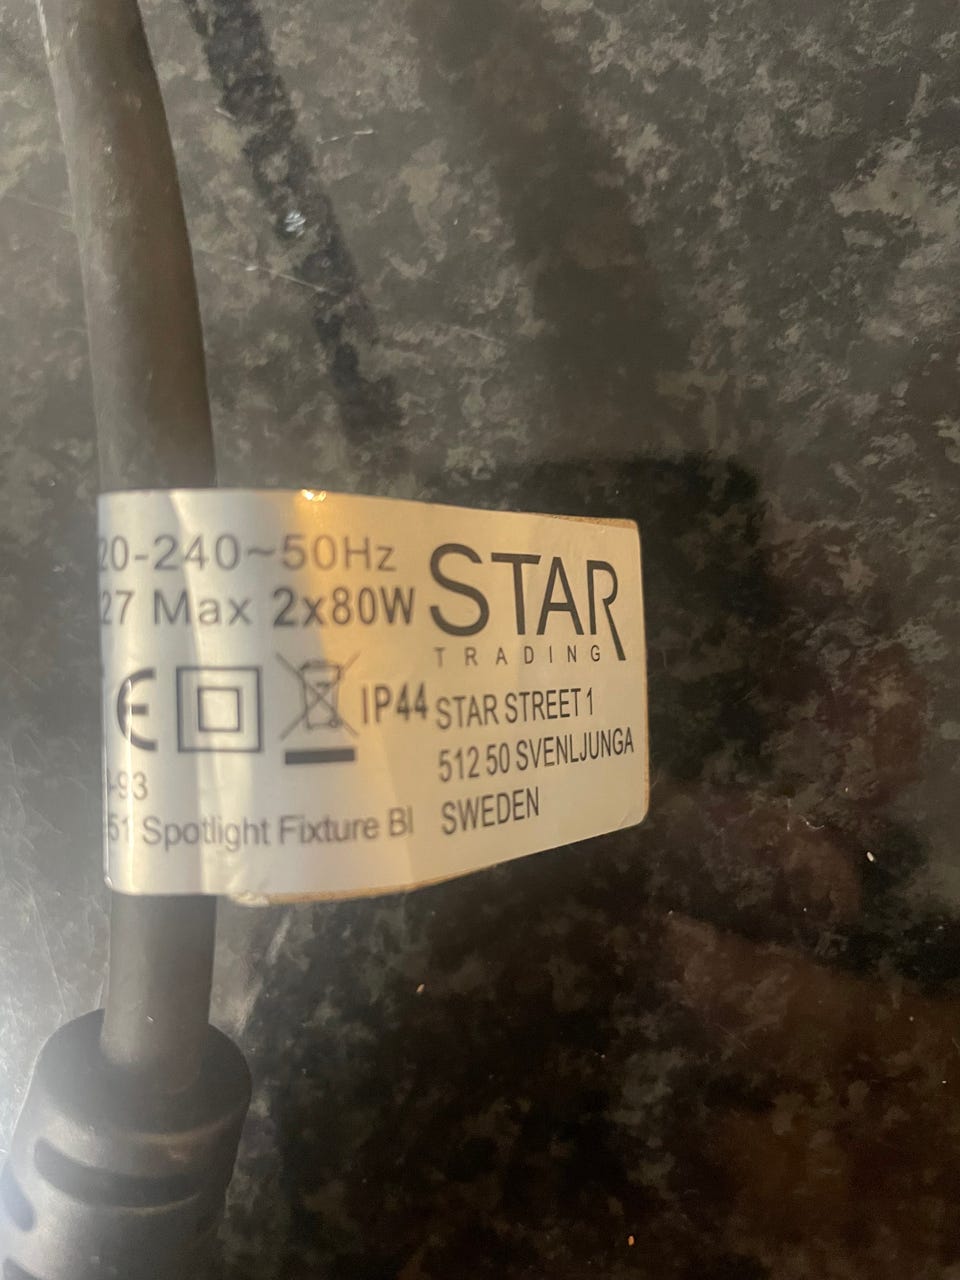 20-240~50Hz
27 Max 2x80W
CE IP44
-93
51 Spotlight Fixture Bl
STAR
TRADING
STAR STREET 1
512 50 SVENLJUNGA
SWEDEN